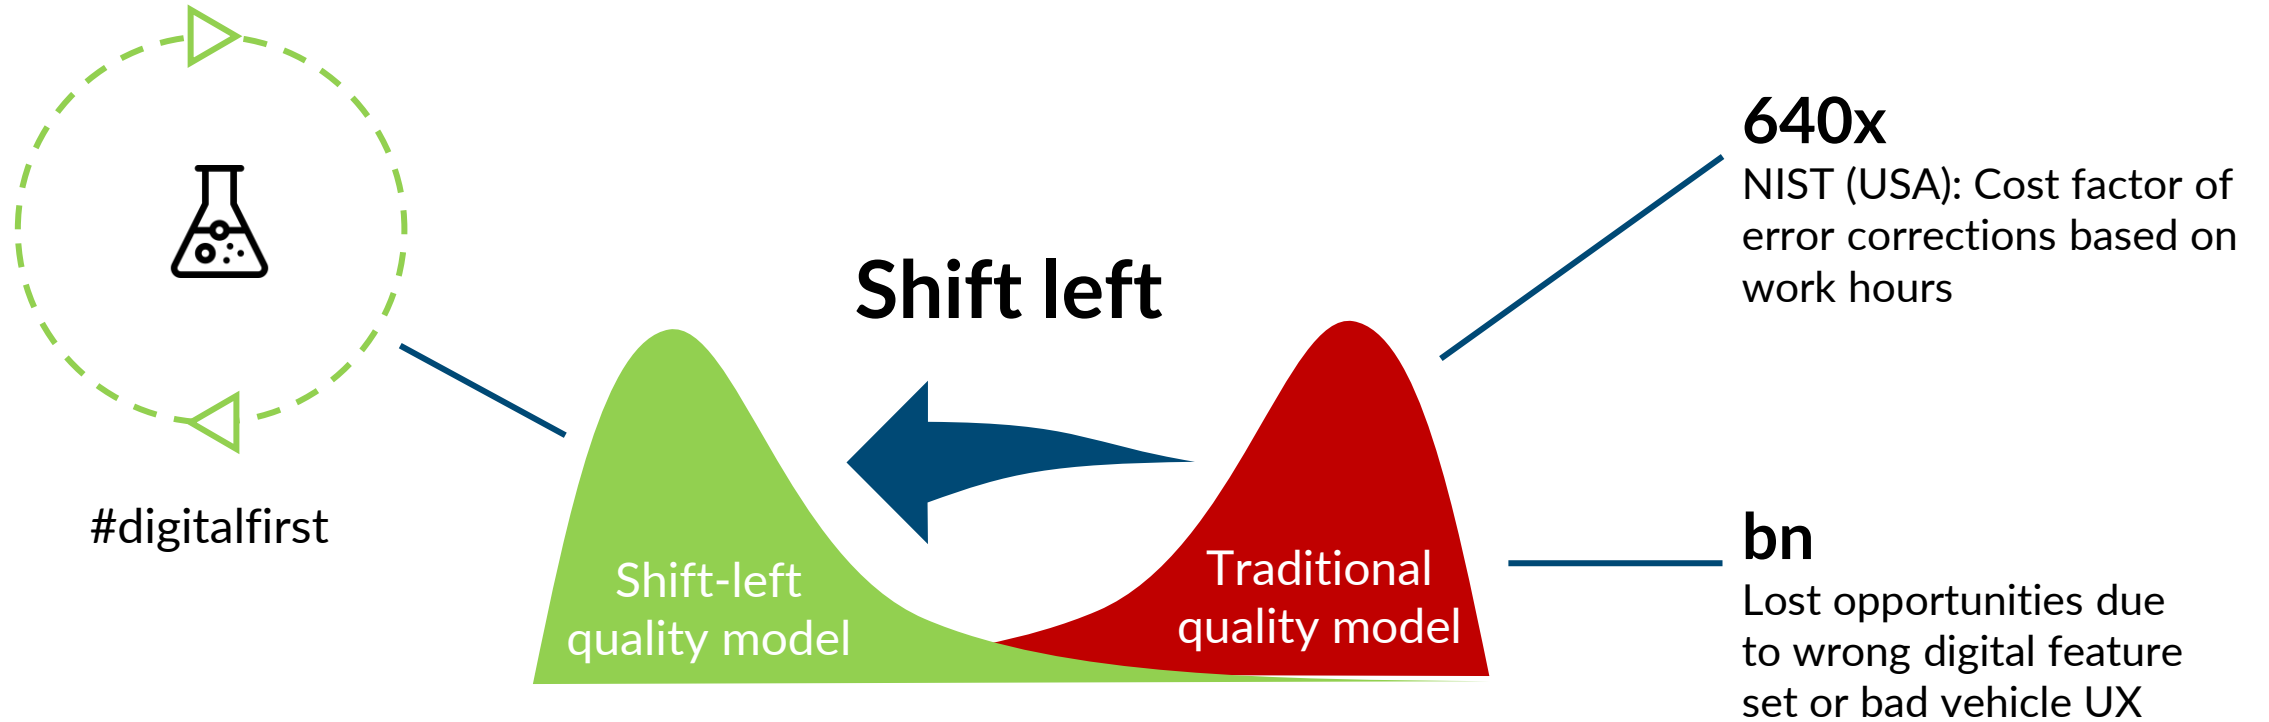 #digitalfirst
Shift left
Shift-left
quality model
Traditional
quality model
640x
NIST (USA): Cost factor of
error corrections based on
work hours
bn
Lost opportunities due
to wrong digital feature
set or bad vehicle UX